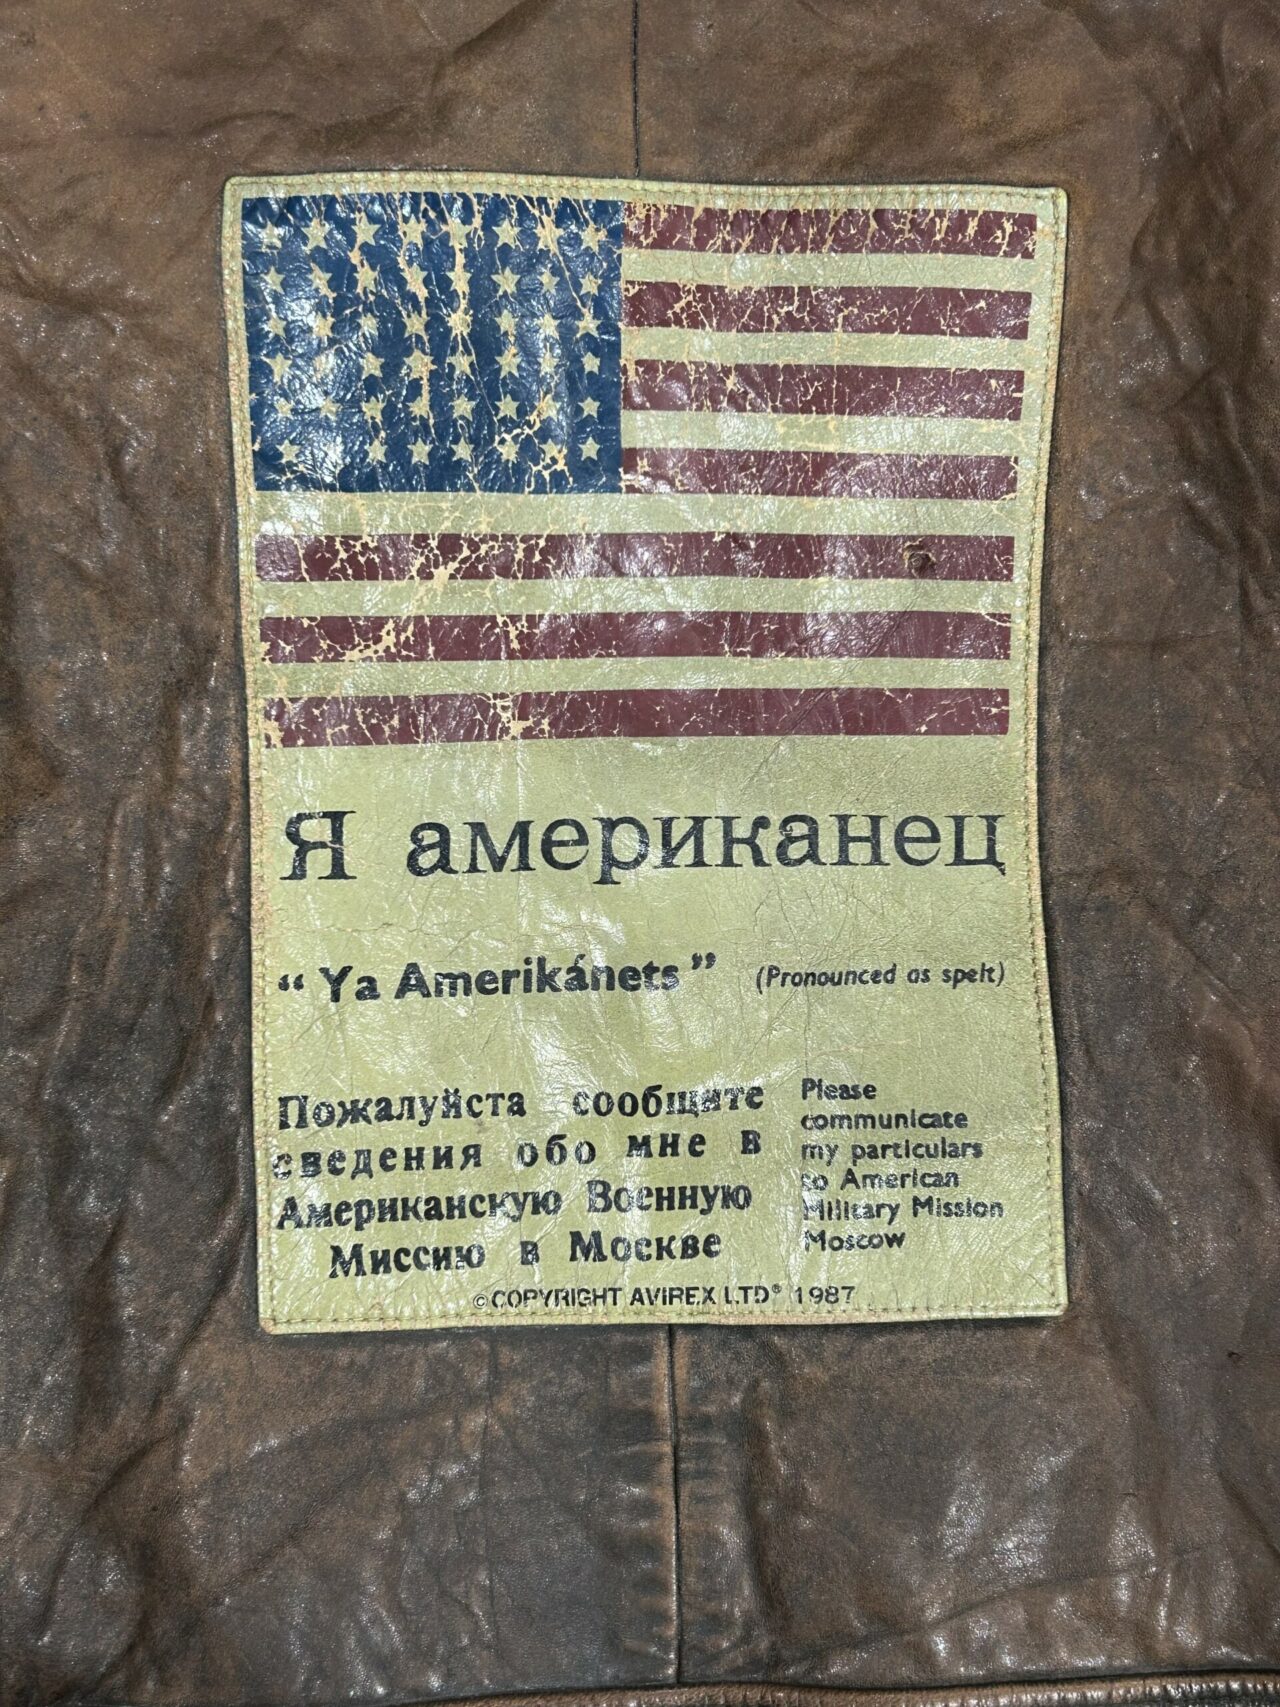 Я американец
“Ya Amerikánets” (Pronounced as spelt)
Пожалуйста сообщите
сведения обо мне в
Американскую Военную
Миссию в Москве
Please
communicate
my particulars
to American
Military Mission
Moscow
©COPYRIGHT AVIREX LTD® 1987